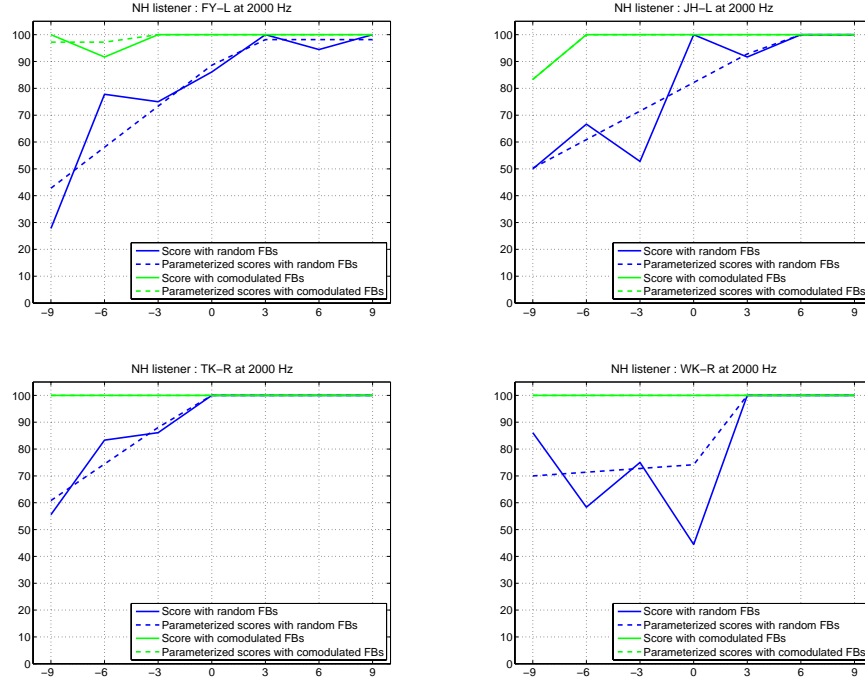 NH listener : FY−L at 2000 Hz
100
90
80
70
60
50
40
30
20
10
0
Score with random FBs
Parameterized scores with random FBs
Score with comodulated FBs
Parameterized scores with comodulated FBs
−9 −6 −3 0 3 6 9
NH listener : JH−L at 2000 Hz
100
90
80
70
60
50
40
30
20
10
0
Score with random FBs
Parameterized scores with random FBs
Score with comodulated FBs
Parameterized scores with comodulated FBs
−9 −6 −3 0 3 6 9
NH listener : TK−R at 2000 Hz
100
90
80
70
60
50
40
30
20
10
0
Score with random FBs
Parameterized scores with random FBs
Score with comodulated FBs
Parameterized scores with comodulated FBs
−9 −6 −3 0 3 6 9
NH listener : WK−R at 2000 Hz
100
90
80
70
60
50
40
30
20
10
0
Score with random FBs
Parameterized scores with random FBs
Score with comodulated FBs
Parameterized scores with comodulated FBs
−9 −6 −3 0 3 6 9